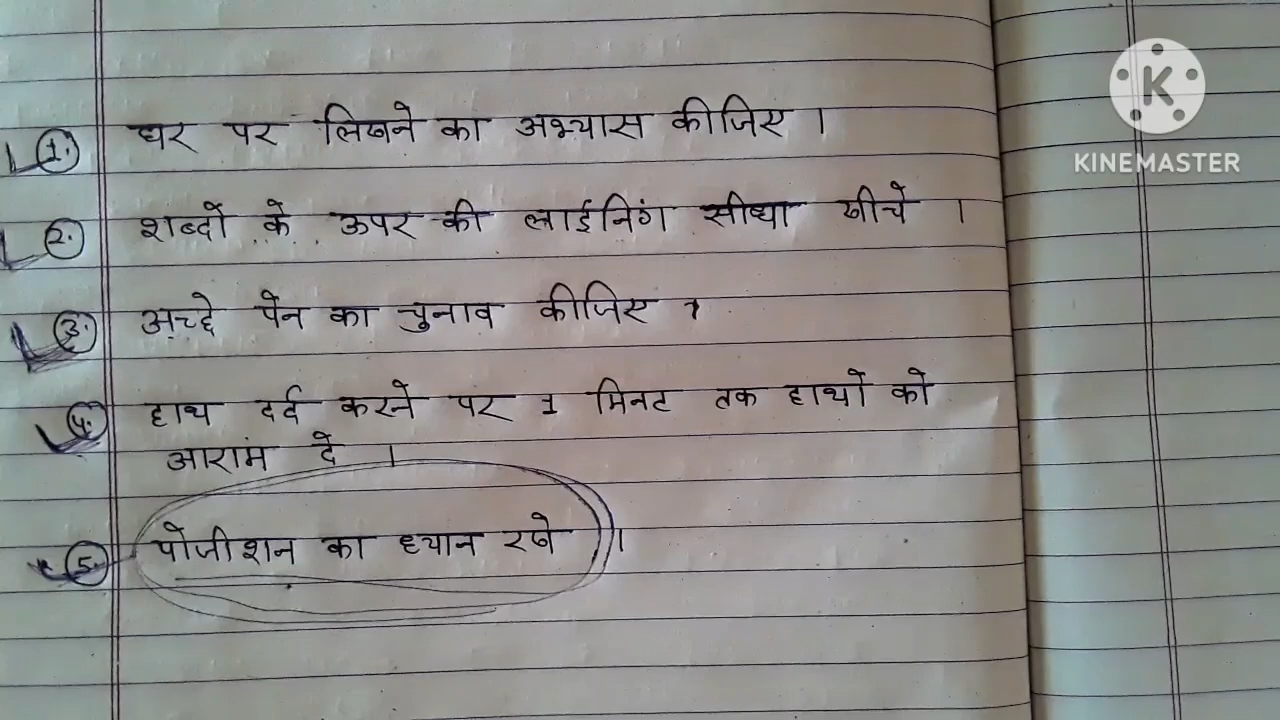 1. घर पर लिखने का अभ्यास कीजिए ।
2. शब्दों के ऊपर की लाईनिंग सीधा खींचे ।
3. अच्छे पेन का चुनाव कीजिए ।
4. हाथ दर्द करने पर 1 मिनट तक हाथों को
आराम दे ।
5. पोजीशन का ध्यान रखे ।
KINEMASTER